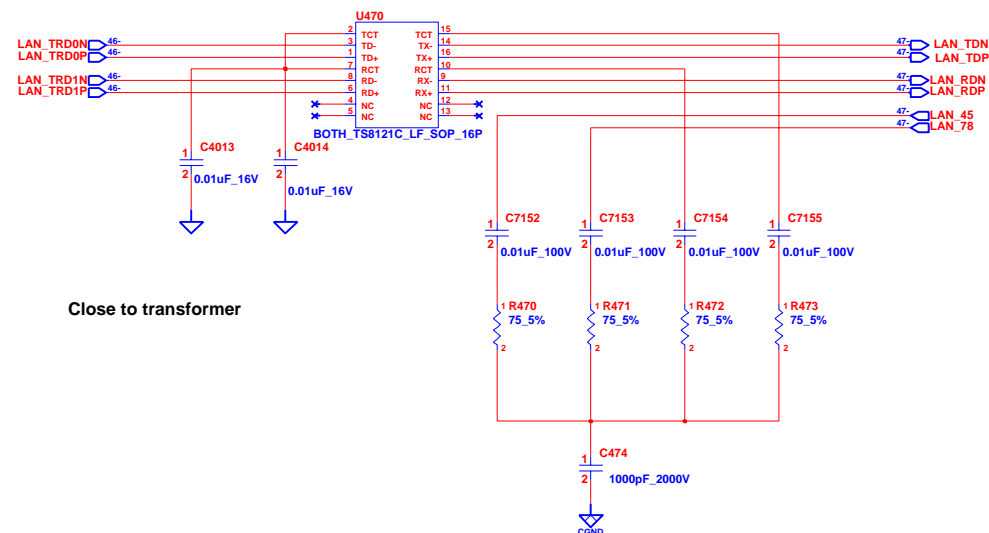 U470
2 TCT TCT 15
LAN_TRD0N 46- 3 TD- TX- 14 47- LAN_TDN
LAN_TRD0P 46- 1 TD+ TX+ 16 47- LAN_TDP
7 RCT RCT 10
LAN_TRD1N 46- 8 RD- RX- 9 47- LAN_RDN
LAN_TRD1P 46- 6 RD+ RX+ 11 47- LAN_RDP
4 NC NC 12
5 NC NC 13
47- LAN_45
47- LAN_78
BOTH_TS8121C_LF_SOP_16P
1 C4013 1 C4014
2 0.01uF_16V 2 0.01uF_16V
1 C7152 1 C7153 1 C7154 1 C7155
2 0.01uF_100V 2 0.01uF_100V 2 0.01uF_100V 2 0.01uF_100V
Close to transformer
1 R470 1 R471 1 R472 1 R473
75_5% 75_5% 75_5% 75_5%
2 2 2 2
1 C474
2 1000pF_2000V
CGND